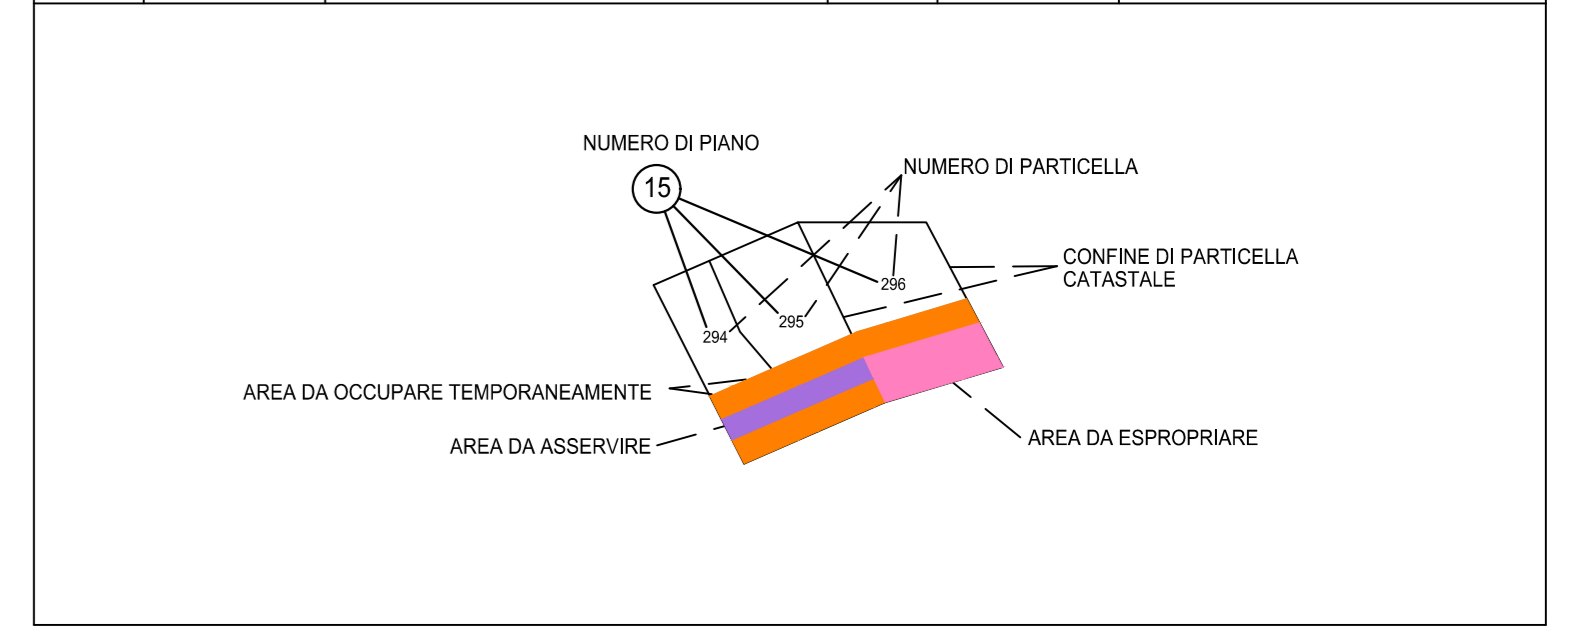 NUMERO DI PIANO
15
NUMERO DI PARTICELLA
CONFINE DI PARTICELLA
CATASTALE
296
295
294
AREA DA OCCUPARE TEMPORANEAMENTE
AREA DA ASSERVIRE
AREA DA ESPROPRIARE